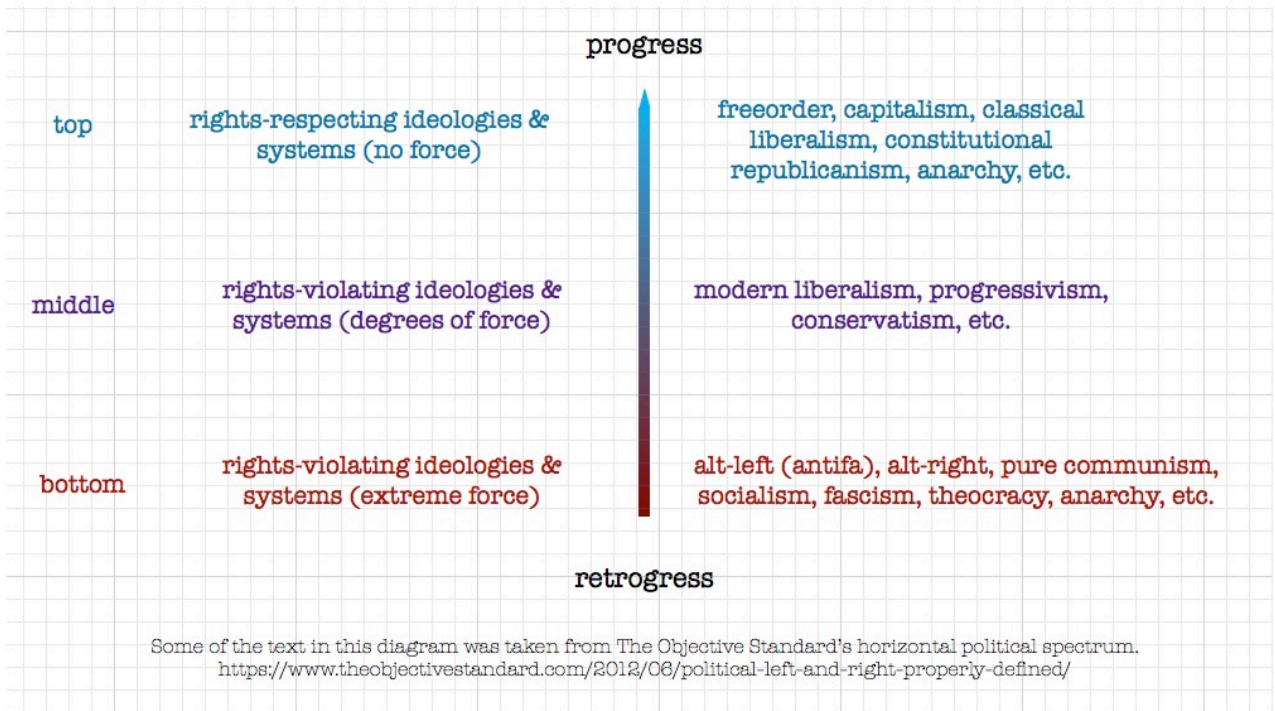 progress
top
rights-respecting ideologies &
systems (no force)
freeorder, capitalism, classical
liberalism, constitutional
republicanism, anarchy, etc.
middle
rights-violating ideologies &
systems (degrees of force)
modern liberalism, progressivism,
conservatism, etc.
bottom
rights-violating ideologies &
systems (extreme force)
alt-left (antifa), alt-right, pure communism,
socialism, fascism, theocracy, anarchy, etc.
retrogress
Some of the text in this diagram was taken from The Objective Standard's horizontal political spectrum.
https://www.theobjectivestandard.com/2012/06/political-left-and-right-properly-defined/